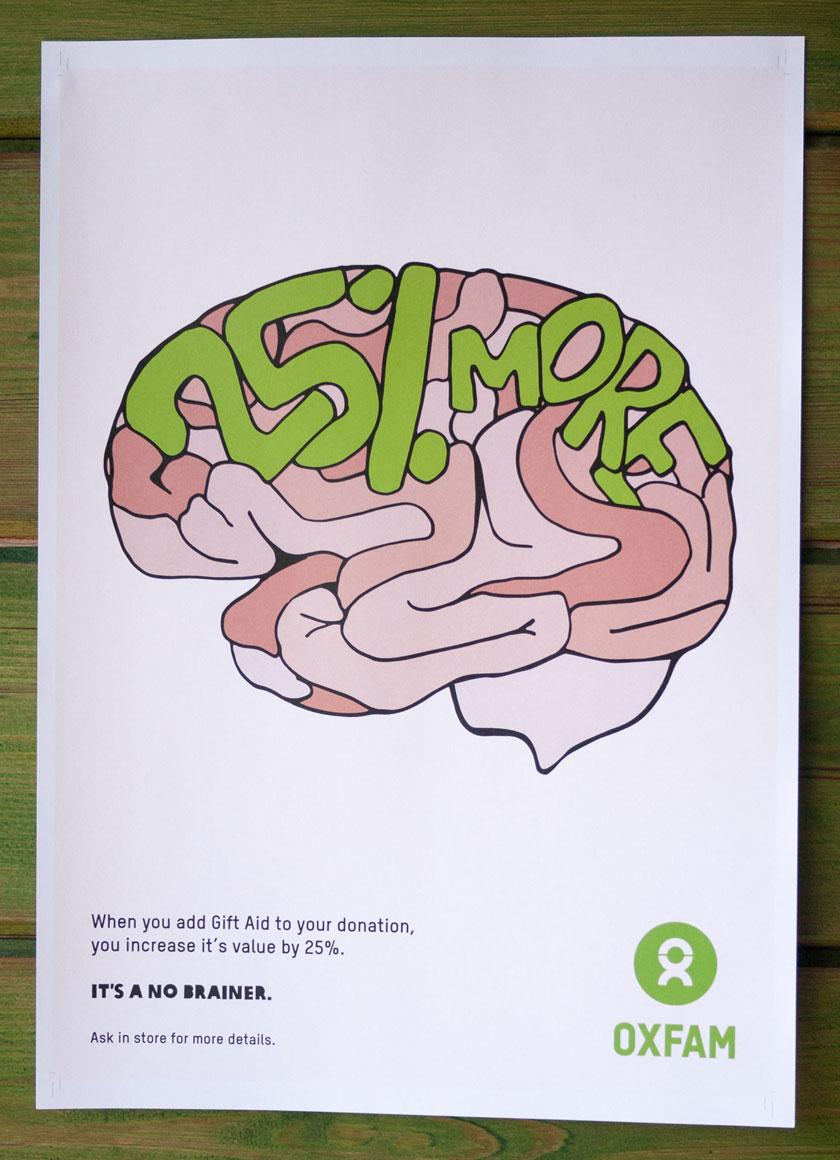 25% MORE
When you add Gift Aid to your donation,
you increase it's value by 25%.
IT'S A NO BRAINER.
Ask in store for more details.
OXFAM